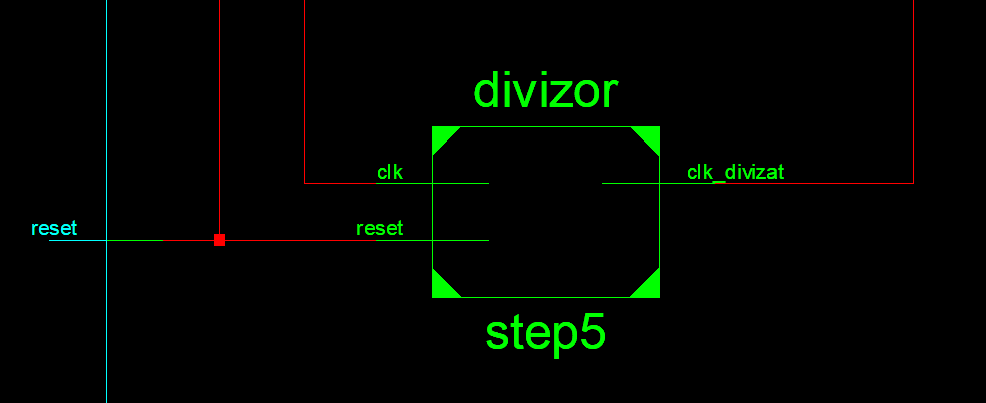 divizor
clk
clk_divizat
reset
reset
step5